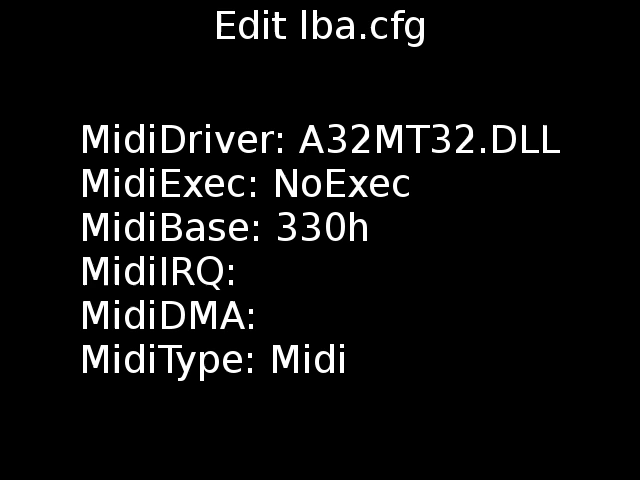 Edit lba.cfg
MidiDriver: A32MT32.DLL
MidiExec: NoExec
MidiBase: 330h
MidiIRQ:
MidiDMA:
MidiType: Midi